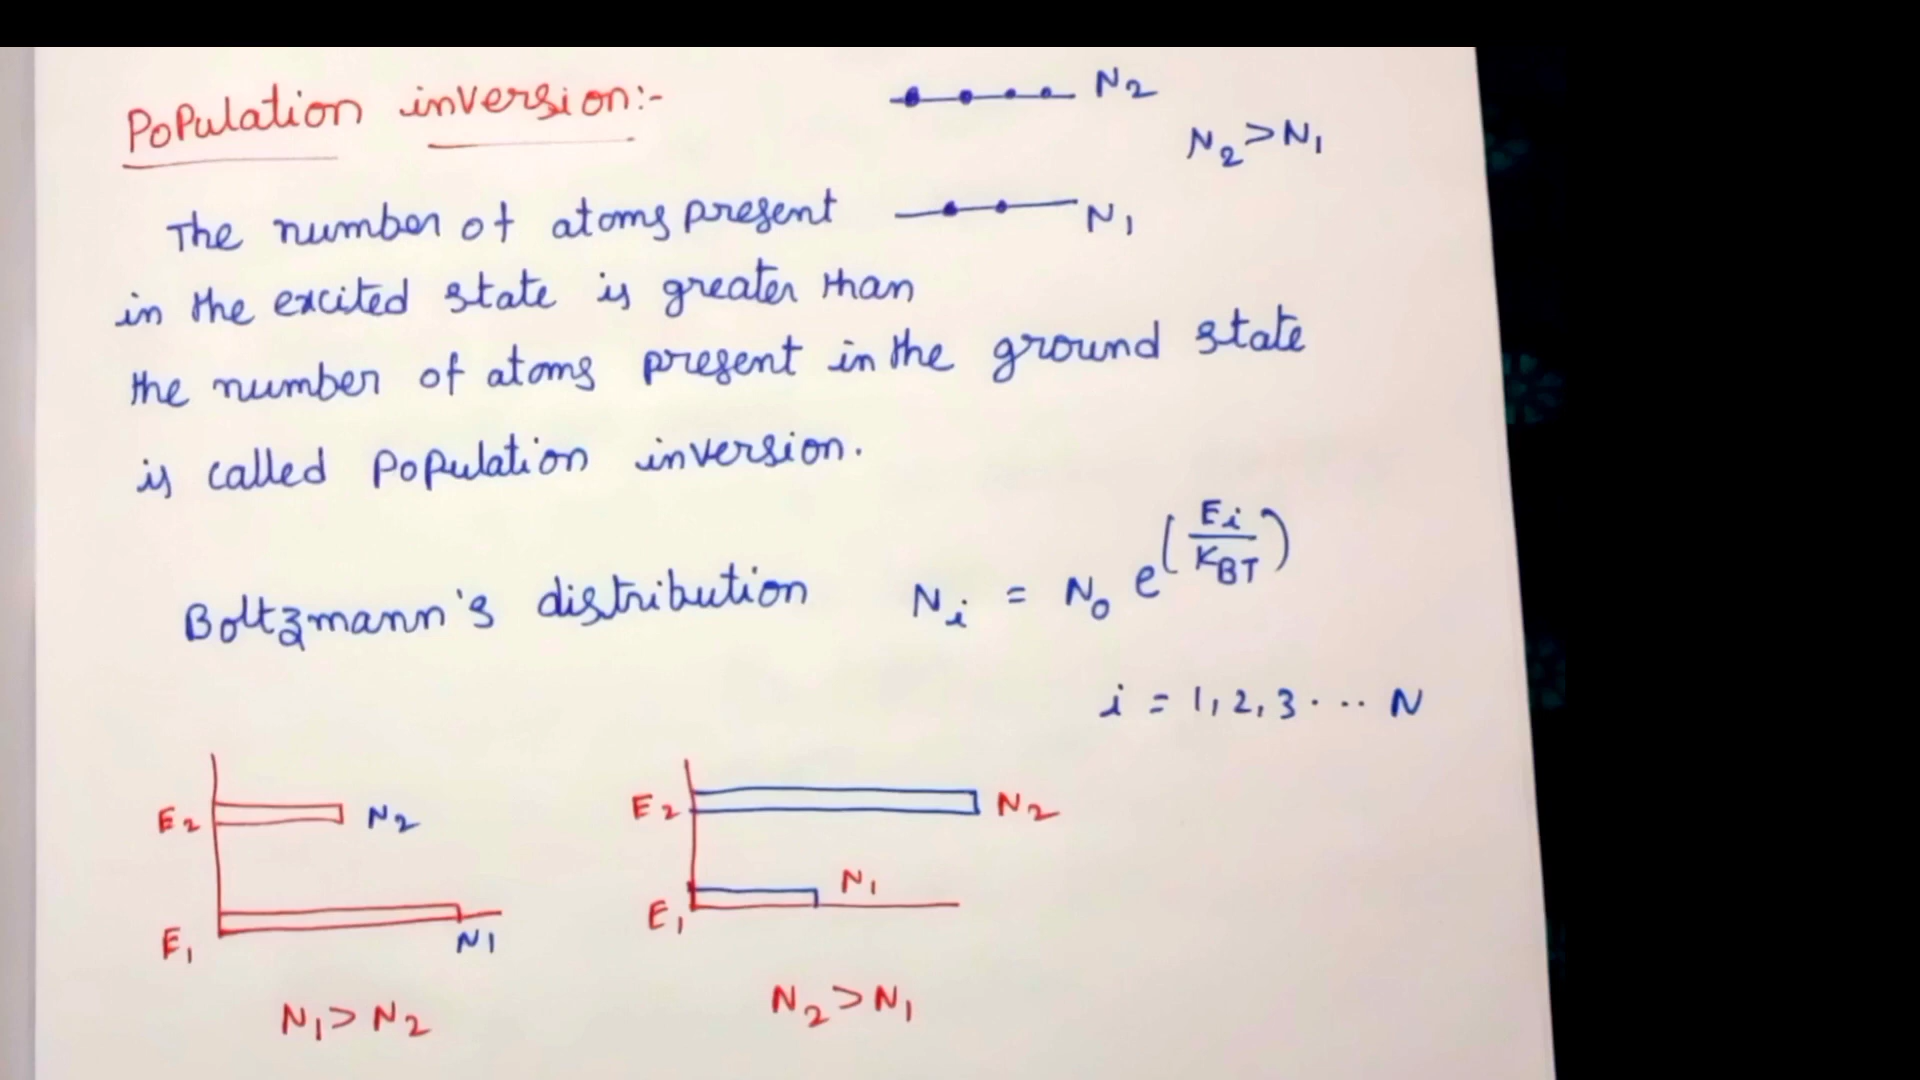 Population inversion:-
N2
N2 > N1
The number of atoms present
N1
in the excited state is greater than
the number of atoms present in the ground state
is called population inversion.
Boltzmann's distribution Ni = N0 e^(Ei/KBT)
i = 1, 2, 3 . . . . N
E2 N2
E1 N1
N1 > N2
E2 N2
E1 N1
N2 > N1